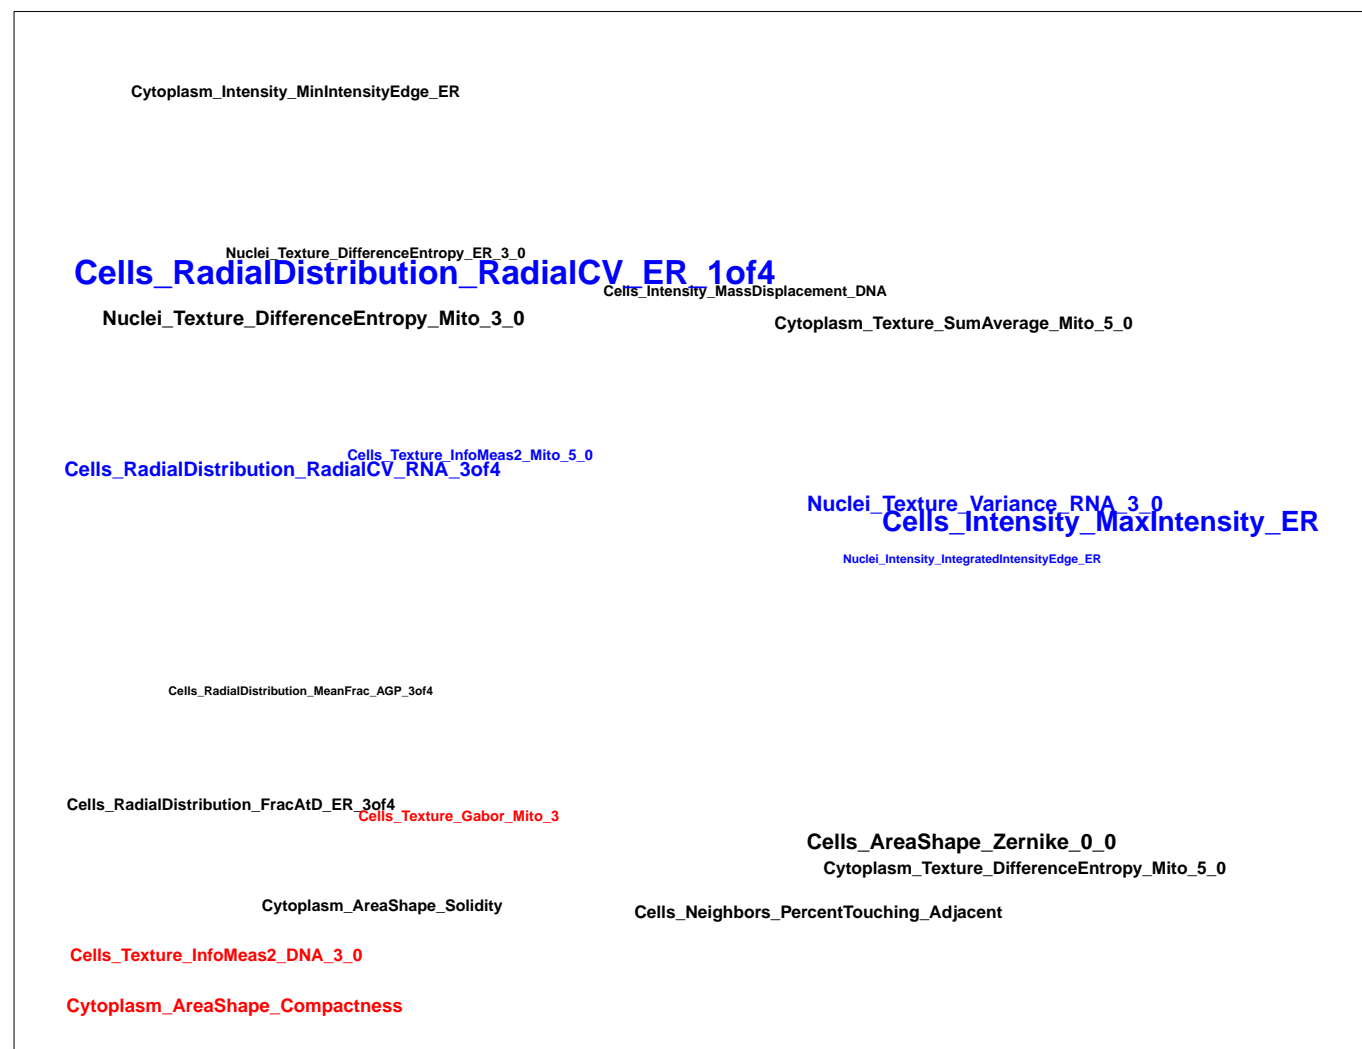 Cytoplasm_Intensity_MinIntensityEdge_ER
Nuclei_Texture_DifferenceEntropy_ER_3_0
Cells_RadialDistribution_RadialCV_ER_1of4
Cells_Intensity_MassDisplacement_DNA
Nuclei_Texture_DifferenceEntropy_Mito_3_0
Cytoplasm_Texture_SumAverage_Mito_5_0
Cells_Texture_InfoMeas2_Mito_5_0
Cells_RadialDistribution_RadialCV_RNA_3of4
Nuclei_Texture_Variance_RNA_3_0
Cells_Intensity_MaxIntensity_ER
Nuclei_Intensity_IntegratedIntensityEdge_ER
Cells_RadialDistribution_MeanFrac_AGP_3of4
Cells_RadialDistribution_FracAtD_ER_3of4
Cells_Texture_Gabor_Mito_3
Cells_AreaShape_Zernike_0_0
Cytoplasm_Texture_DifferenceEntropy_Mito_5_0
Cytoplasm_AreaShape_Solidity
Cells_Neighbors_PercentTouching_Adjacent
Cells_Texture_InfoMeas2_DNA_3_0
Cytoplasm_AreaShape_Compactness